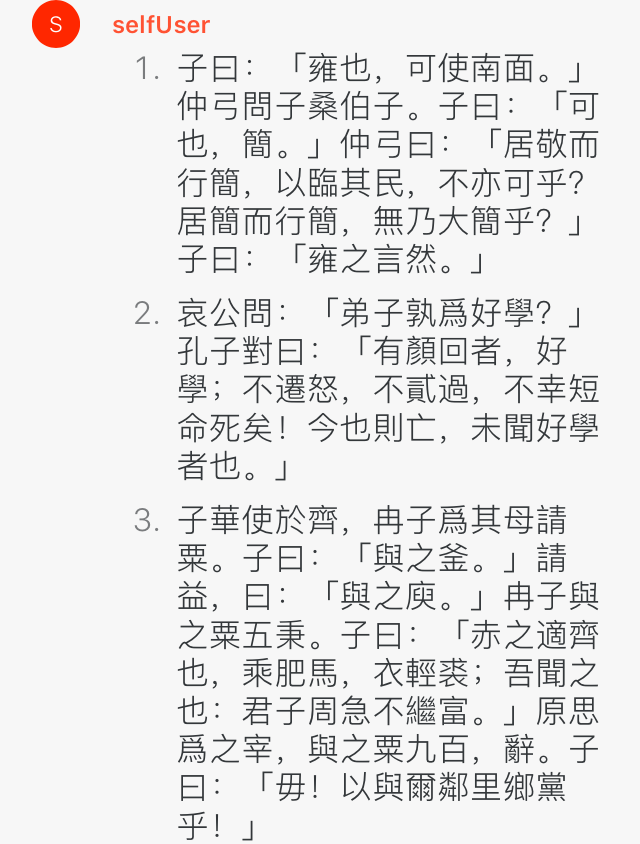 S
selfUser
1. 子曰：「雍也，可使南面。」
仲弓問子桑伯子。子曰：「可
也，簡。」仲弓曰：「居敬而
行簡，以臨其民，不亦可乎？
居簡而行簡，無乃大簡乎？」
子曰：「雍之言然。」
2. 哀公問：「弟子孰爲好學？」
孔子對曰：「有顏回者，好
學；不遷怒，不貳過，不幸短
命死矣！今也則亡，未聞好學
者也。」
3. 子華使於齊，冉子爲其母請
粟。子曰：「與之釜。」請
益，曰：「與之庾。」冉子與
之粟五秉。子曰：「赤之適齊
也，乘肥馬，衣輕裘；吾聞之
也：君子周急不繼富。」原思
爲之宰，與之粟九百，辭。子
曰：「毋！以與爾鄰里鄉黨
乎！」